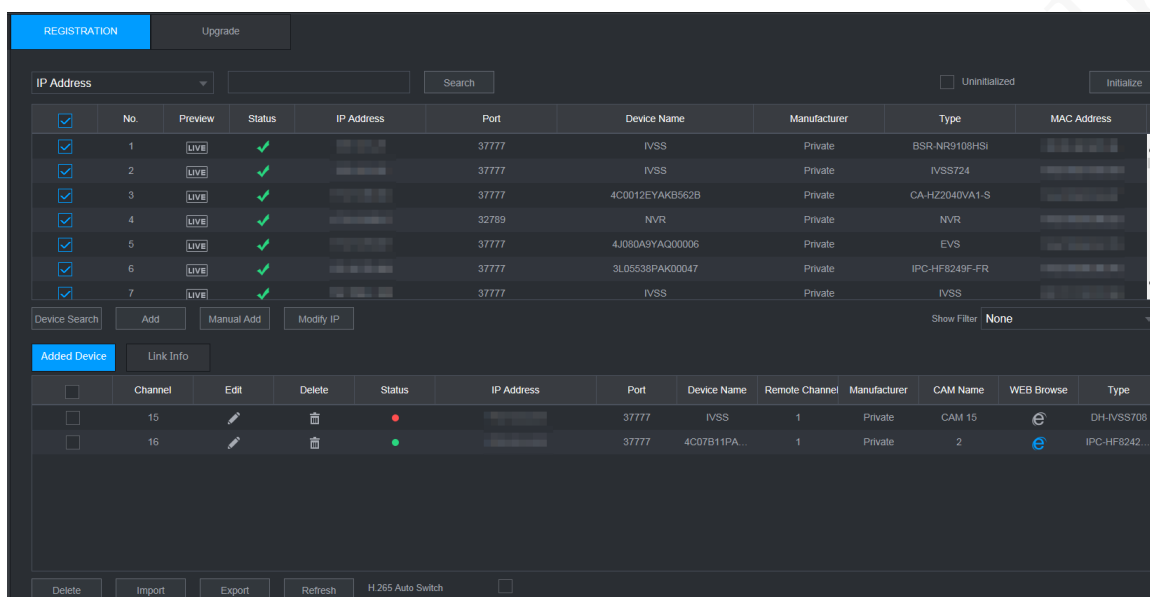 REGISTRATION Upgrade
IP Address Search Uninitialized Initialize
No. Preview Status IP Address Port Device Name Manufacturer Type MAC Address
1 LIVE 37777 IVSS Private BSR-NR9108HSi
2 LIVE 37777 IVSS Private IVSS724
3 LIVE 37777 4C0012EYAKB562B Private CA-HZ2040VA1-S
4 LIVE 32789 NVR Private NVR
5 LIVE 37777 4J080A9YAQ00006 Private EVS
6 LIVE 37777 3L05538PAK00047 Private IPC-HF8249F-FR
7 LIVE 37777 IVSS Private IVSS
Device Search Add Manual Add Modify IP Show Filter None
Added Device Link Info
Channel Edit Delete Status IP Address Port Device Name Remote Channel Manufacturer CAM Name WEB Browse Type
15 37777 IVSS 1 Private CAM 15 DH-IVSS708
16 37777 4C07B11PA... 1 Private 2 IPC-HF8242...
Delete Import Export Refresh H.265 Auto Switch